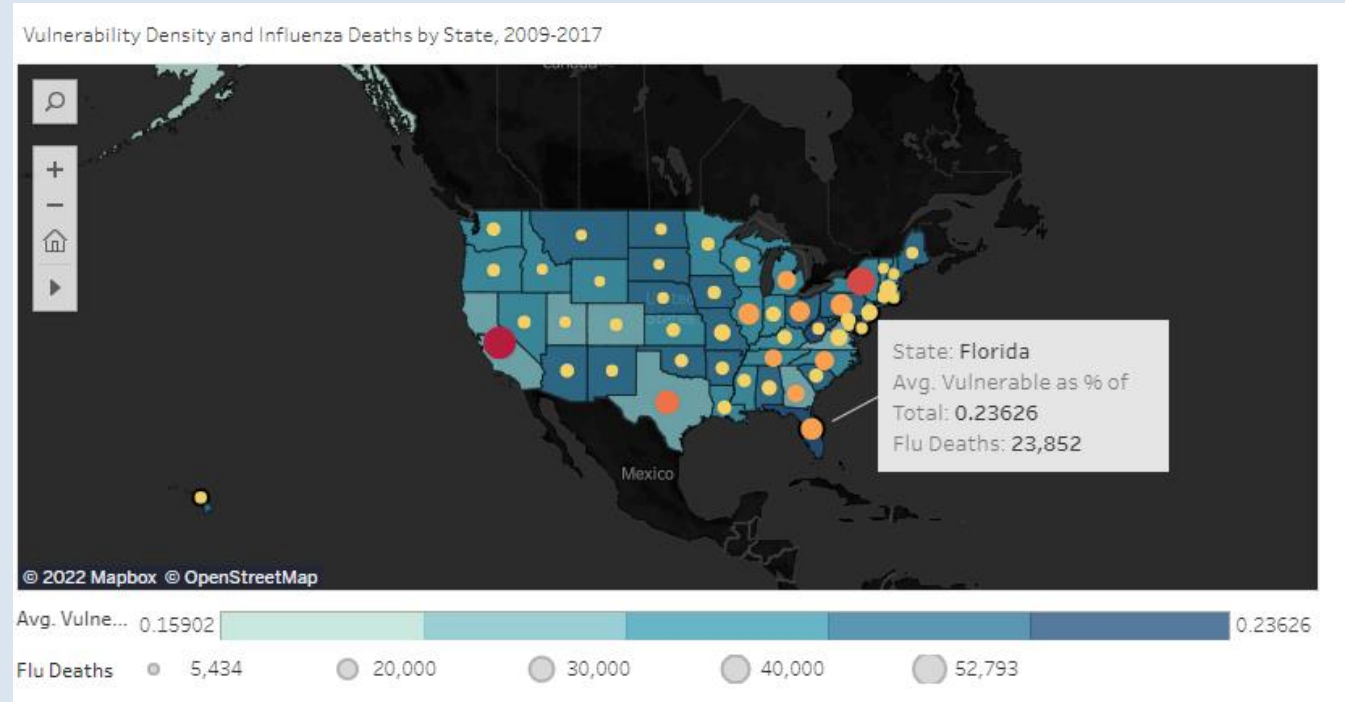 Vulnerability Density and Influenza Deaths by State, 2009-2017
State: Florida
Avg. Vulnerable as % of
Total: 0.23626
Flu Deaths: 23,852
United
States
Mexico
© 2022 Mapbox © OpenStreetMap
Avg. Vulne... 0.15902 0.23626
Flu Deaths 5,434 20,000 30,000 40,000 52,793